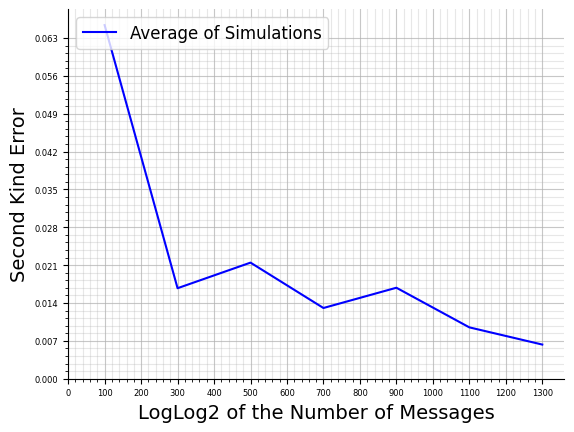 Average of Simulations
Second Kind Error
0.063
0.056
0.049
0.042
0.035
0.028
0.021
0.014
0.007
0.000
0 100 200 300 400 500 600 700 800 900 1000 1100 1200 1300
LogLog2 of the Number of Messages